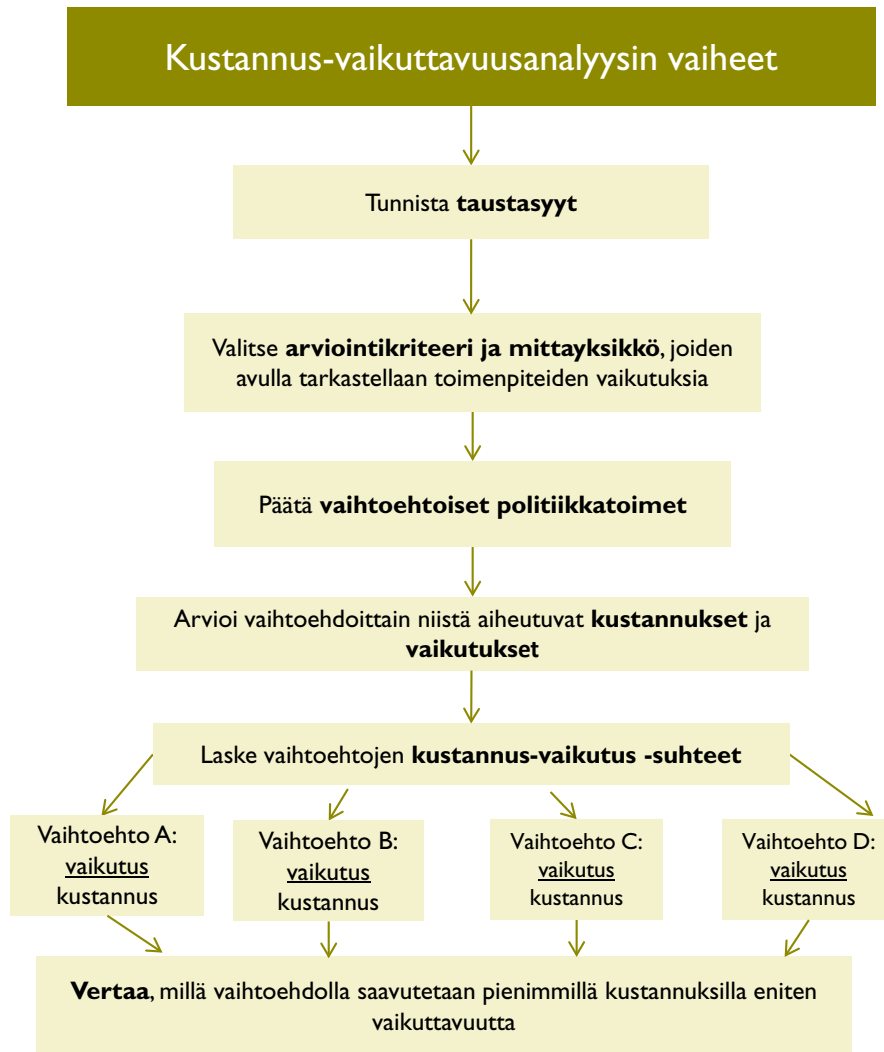 Kustannus-vaikuttavuusanalyysin vaiheet
Tunnista taustasyyt
Valitse arviointikriteeri ja mittayksikkö, joiden
avulla tarkastellaan toimenpiteiden vaikutuksia
Päätä vaihtoehtoiset politiikkatoimet
Arvioi vaihtoehdoittain niistä aiheutuvat kustannukset ja
vaikutukset
Laske vaihtoehtojen kustannus-vaikutus -suhteet
Vaihtoehto A:
vaikutus
kustannus
Vaihtoehto B:
vaikutus
kustannus
Vaihtoehto C:
vaikutus
kustannus
Vaihtoehto D:
vaikutus
kustannus
Vertaa, millä vaihtoehdolla saavutetaan pienimmillä kustannuksilla eniten
vaikuttavuutta